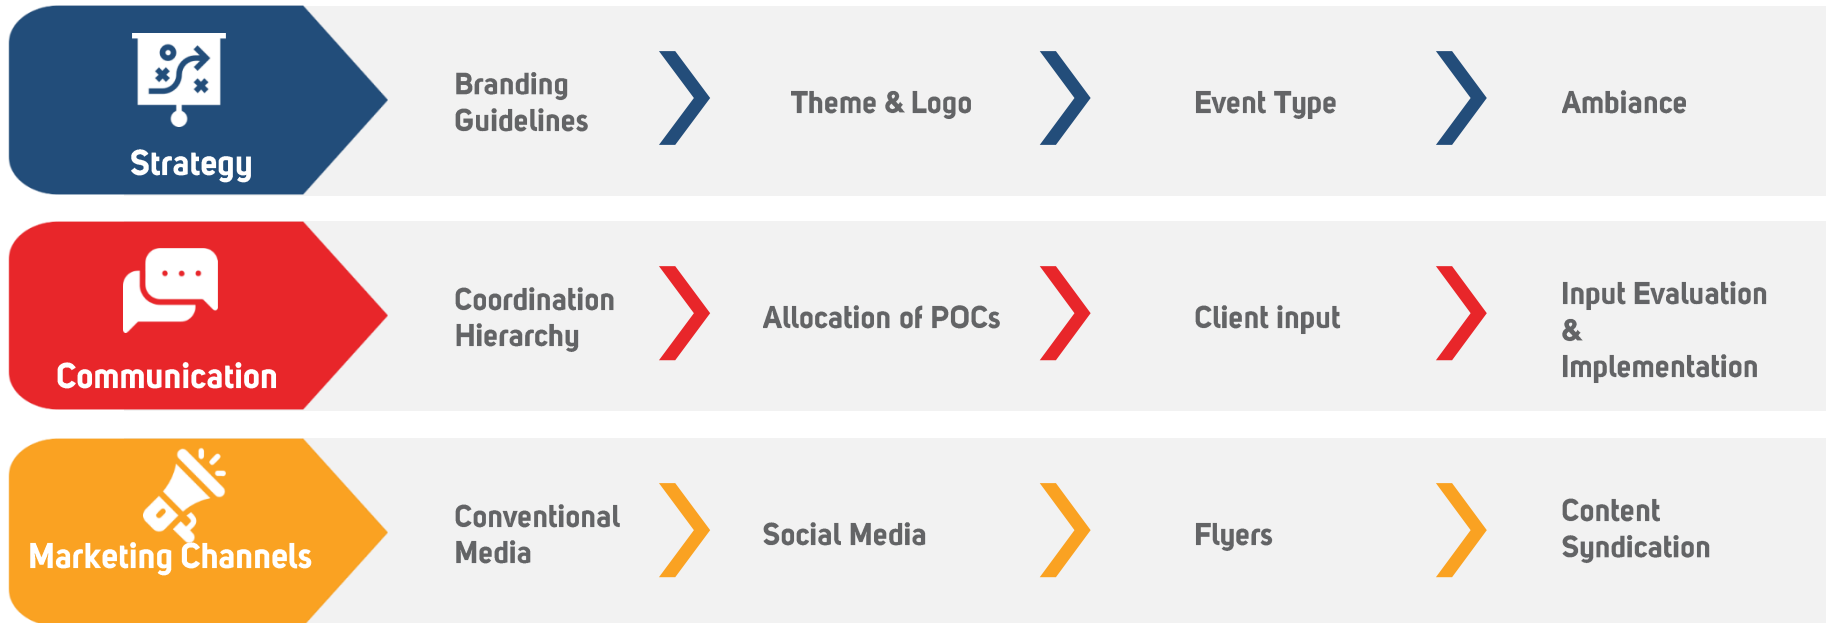 Strategy
Branding
Guidelines
Theme & Logo
Event Type
Ambiance
Communication
Coordination
Hierarchy
Allocation of POCs
Client input
Input Evaluation
&
Implementation
Marketing Channels
Conventional
Media
Social Media
Flyers
Content
Syndication